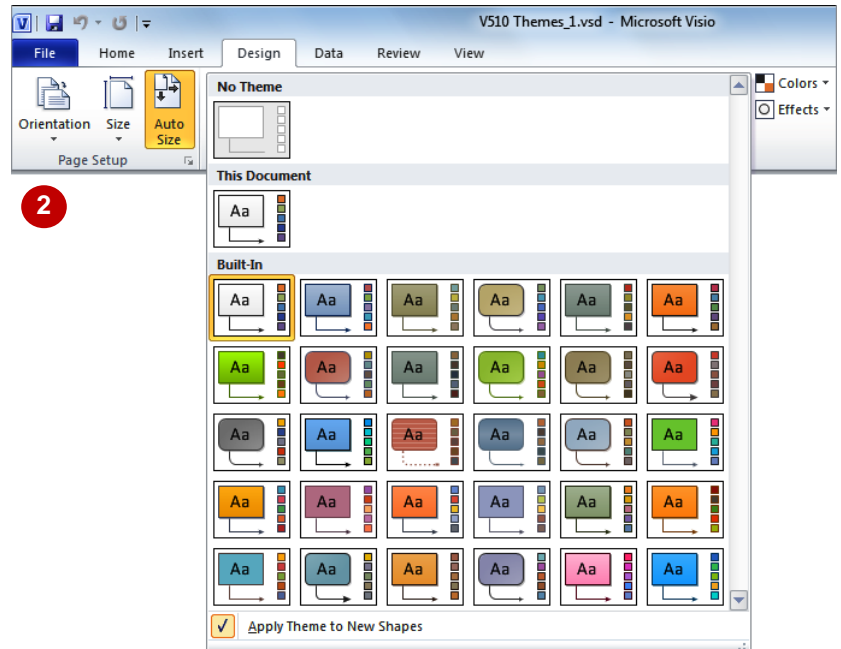 V510 Themes_1.vsd - Microsoft Visio
File Home Insert Design Data Review View
No Theme
Colors
Effects
Orientation Size Auto Size
Page Setup
This Document
2
Aa
Built-In
Aa Aa Aa Aa Aa Aa
Aa Aa Aa Aa Aa Aa
Aa Aa Aa Aa Aa Aa
Aa Aa Aa Aa Aa Aa
Aa Aa Aa Aa Aa Aa
Apply Theme to New Shapes